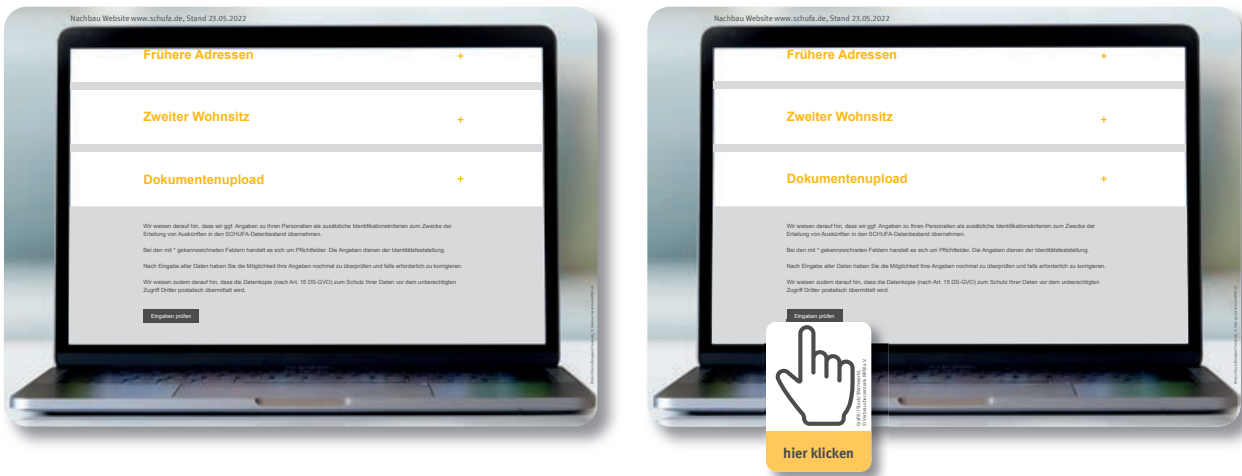 Nachbau Website www.schufa.de, Stand 23.05.2022
Frühere Adressen +
Zweiter Wohnsitz +
Dokumentenupload +
Wir weisen darauf hin, dass wir ggf. Angaben zu Ihren Personalien als zusätzliche Identifikationskriterien zum Zwecke der
Erteilung von Auskünften in den SCHUFA-Datenbestand übernehmen.
Bei den mit * gekennzeichneten Feldern handelt es sich um Pflichtfelder. Die Angaben dienen der Identitätsfeststellung.
Nach Eingabe aller Daten haben Sie die Möglichkeit Ihre Angaben nochmal zu überprüfen und falls erforderlich zu korrigieren.
Wir weisen zudem darauf hin, dass die Datenkopie (nach Art. 15 DS-GVO) zum Schutz Ihrer Daten vor dem unberechtigten
Zugriff Dritter postalisch übermittelt wird.
Eingaben prüfen
Nachbau Website www.schufa.de, Stand 23.05.2022
Frühere Adressen +
Zweiter Wohnsitz +
Dokumentenupload +
Wir weisen darauf hin, dass wir ggf. Angaben zu Ihren Personalien als zusätzliche Identifikationskriterien zum Zwecke der
Erteilung von Auskünften in den SCHUFA-Datenbestand übernehmen.
Bei den mit * gekennzeichneten Feldern handelt es sich um Pflichtfelder. Die Angaben dienen der Identitätsfeststellung.
Nach Eingabe aller Daten haben Sie die Möglichkeit Ihre Angaben nochmal zu überprüfen und falls erforderlich zu korrigieren.
Wir weisen zudem darauf hin, dass die Datenkopie (nach Art. 15 DS-GVO) zum Schutz Ihrer Daten vor dem unberechtigten
Zugriff Dritter postalisch übermittelt wird.
Eingaben prüfen
© Verbraucherzentrale NRW e.V.
hier klicken